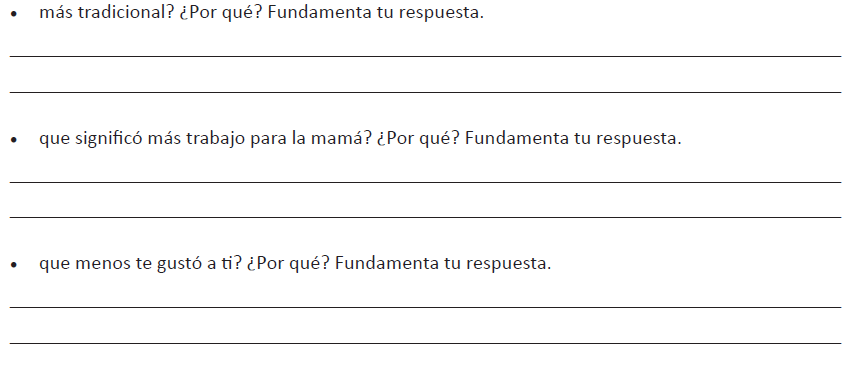 • más tradicional? ¿Por qué? Fundamenta tu respuesta.
• que significó más trabajo para la mamá? ¿Por qué? Fundamenta tu respuesta.
• que menos te gustó a ti? ¿Por qué? Fundamenta tu respuesta.